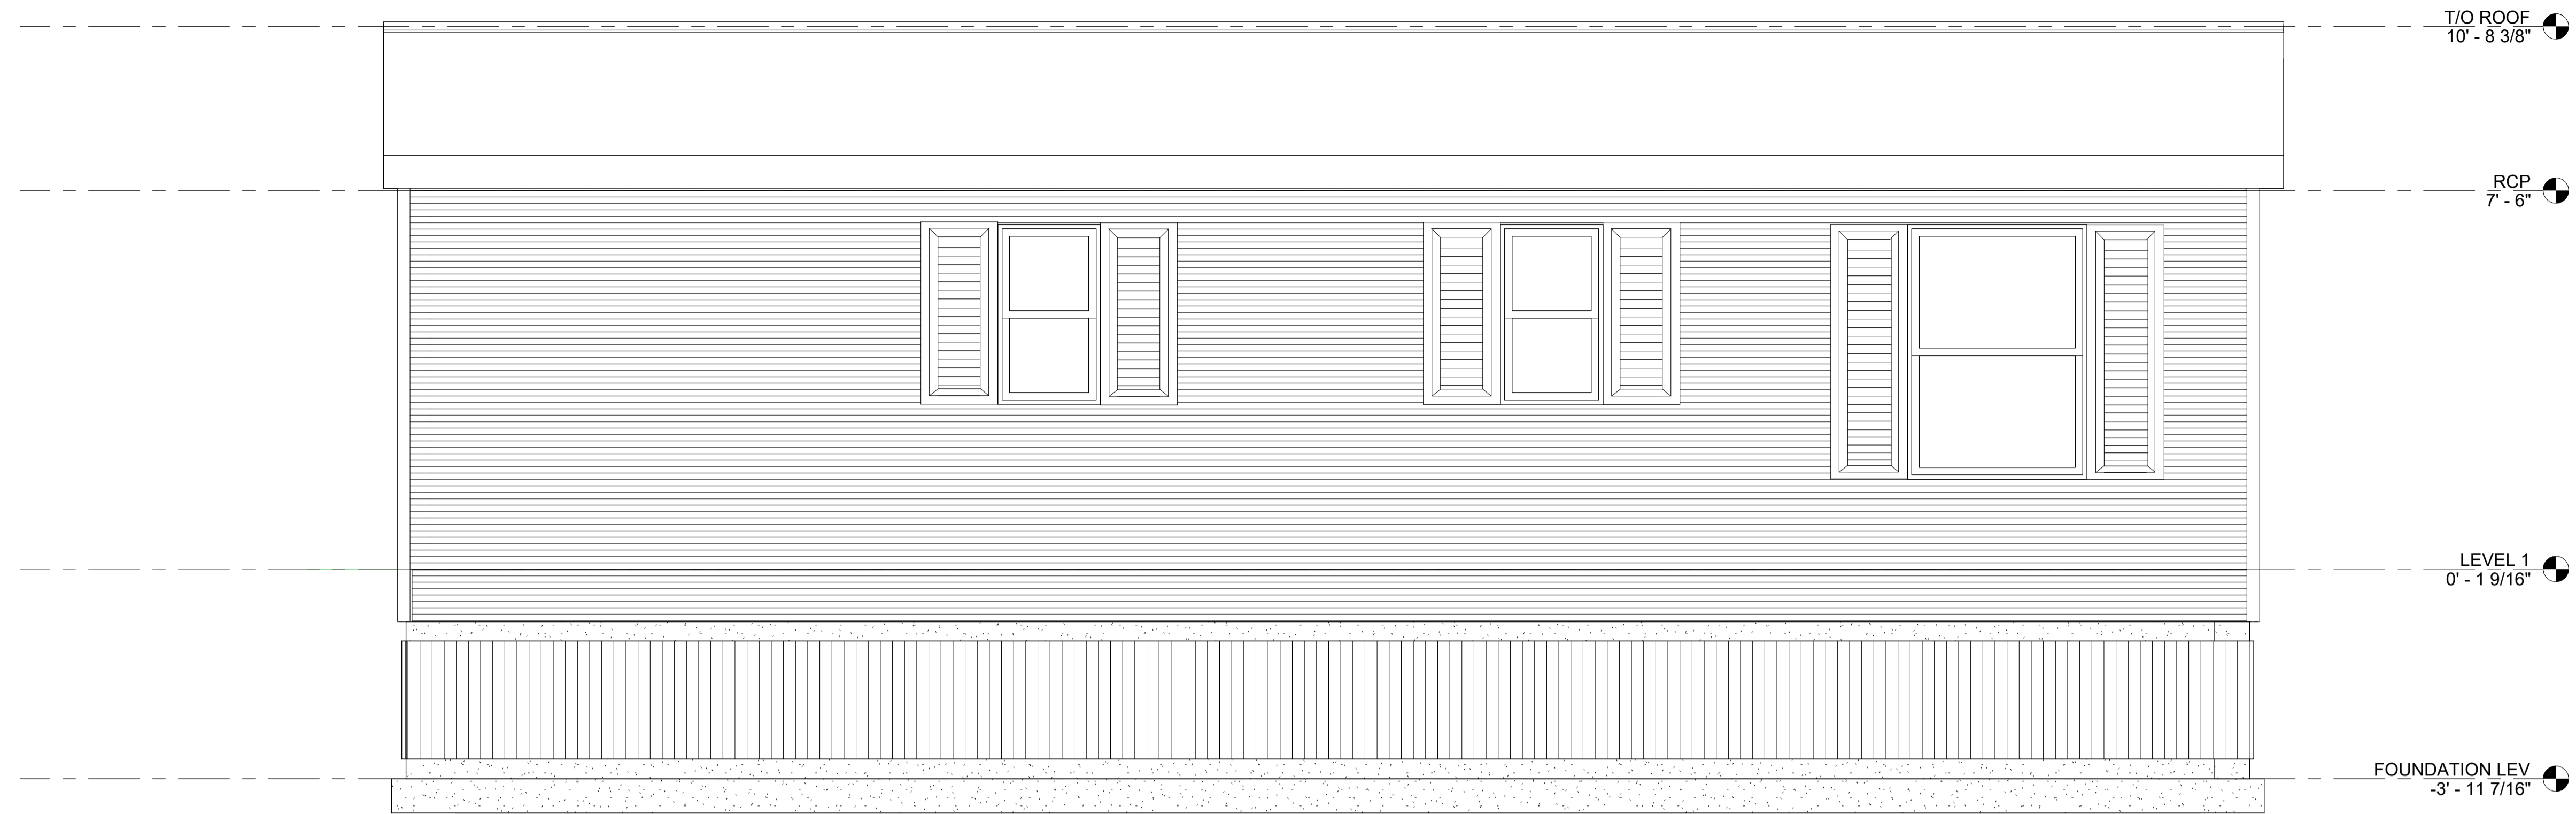 T/O ROOF
10' - 8 3/8"
RCP
7' - 6"
LEVEL 1
0' - 1 9/16"
FOUNDATION LEV
-3' - 11 7/16"